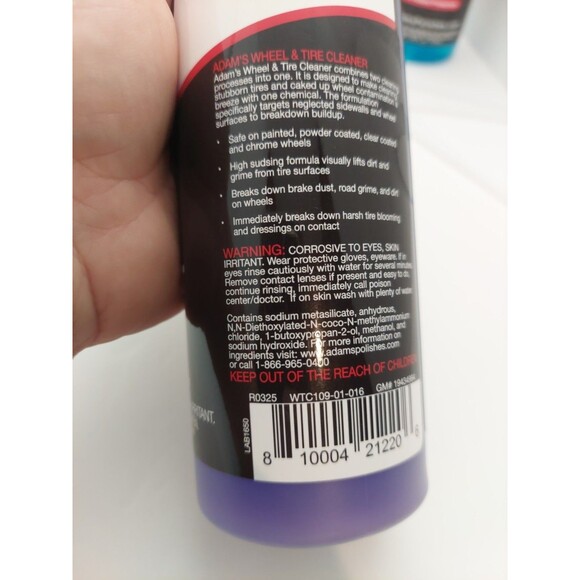 ADAM'S WHEEL & TIRE CLEANER
Adam's Wheel & Tire Cleaner combines two cleaning
processes into one. It is designed to make cleaning
stubborn tires and caked up wheel contamination a
breeze with one chemical. The formulation
specifically targets neglected sidewalls and wheel
surfaces to breakdown buildup.
• Safe on painted, powder coated, clear coated
and chrome wheels
• High sudsing formula visually lifts dirt and
grime from tire surfaces
• Breaks down brake dust, road grime, and dirt
on wheels
• Immediately breaks down harsh tire blooming
and dressings on contact
WARNING: CORROSIVE TO EYES, SKIN
IRRITANT. Wear protective gloves, eyeware. If in
eyes rinse cautiously with water for several minutes.
Remove contact lenses if present and easy to do,
continue rinsing, immediately call poison
center/doctor. If on skin wash with plenty of water
Contains sodium metasilicate, anhydrous,
N,N-Diethoxylated-N-coco-N-methylammonium
chloride, 1-butoxypropan-2-ol, methanol, and
sodium hydroxide. For more information on
ingredients visit: www.adamspolishes.com
or call 1-866-965-0400
KEEP OUT OF THE REACH OF CHILDREN
R0325 WTC109-01-016 GM#
LAB1650
8 10004 21220 6